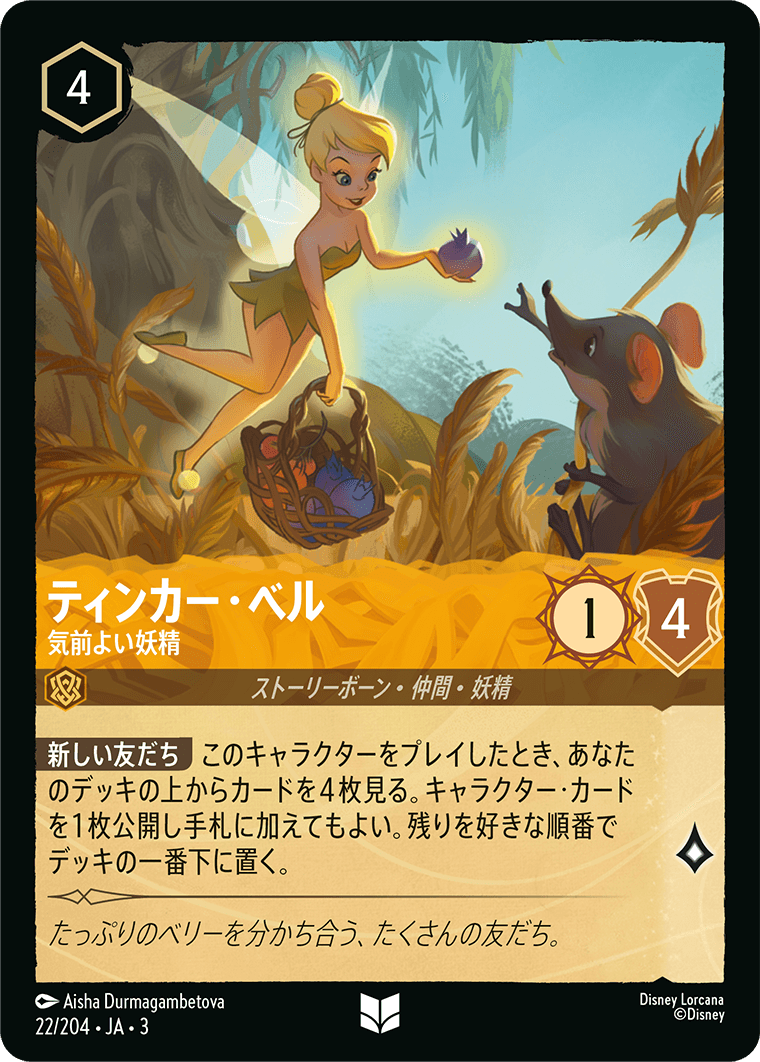 4
ティンカー・ベル
気前よい妖精
1
4
ストーリーボーン・仲間・妖精
新しい友だち このキャラクターをプレイしたとき、あなた
のデッキの上からカードを4枚見る。キャラクター・カード
を1枚公開し手札に加えてもよい。残りを好きな順番で
デッキの一番下に置く。
たっぷりのベリーを分かち合う、たくさんの友だち。
Aisha Durmagambetova
22/204・JA・3
Disney Lorcana
©Disney